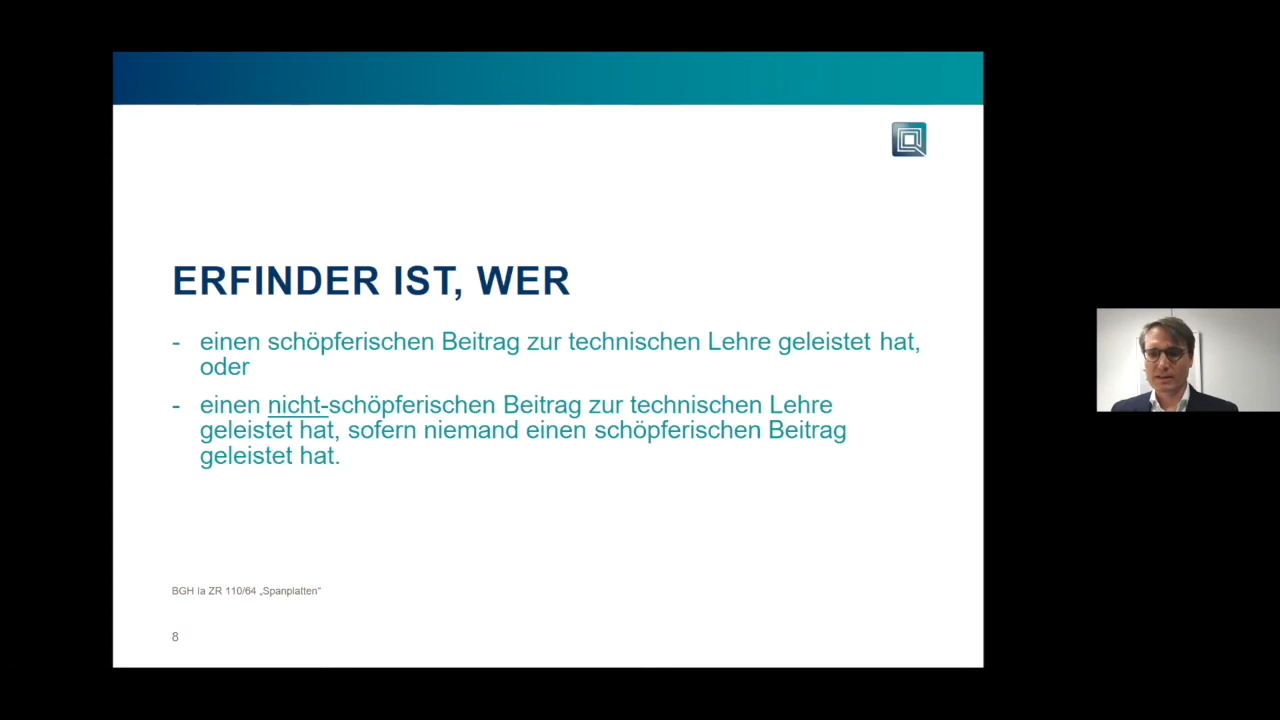 ERFINDER IST, WER
- einen schöpferischen Beitrag zur technischen Lehre geleistet hat,
oder
- einen nicht-schöpferischen Beitrag zur technischen Lehre
geleistet hat, sofern niemand einen schöpferischen Beitrag
geleistet hat.
BGH Ia ZR 110/64 „Spanplatten“
8